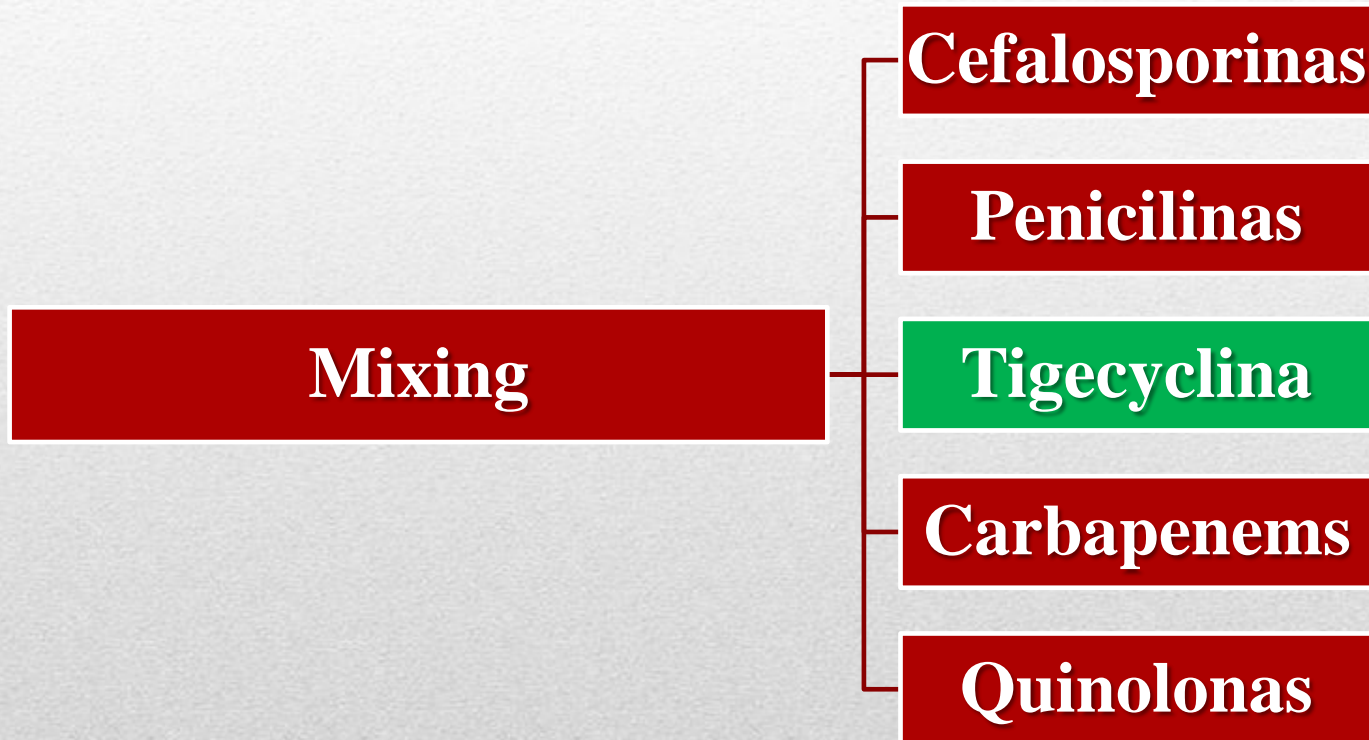 Cefalosporinas
Penicilinas
Mixing
Tigecyclina
Carbapenems
Quinolonas